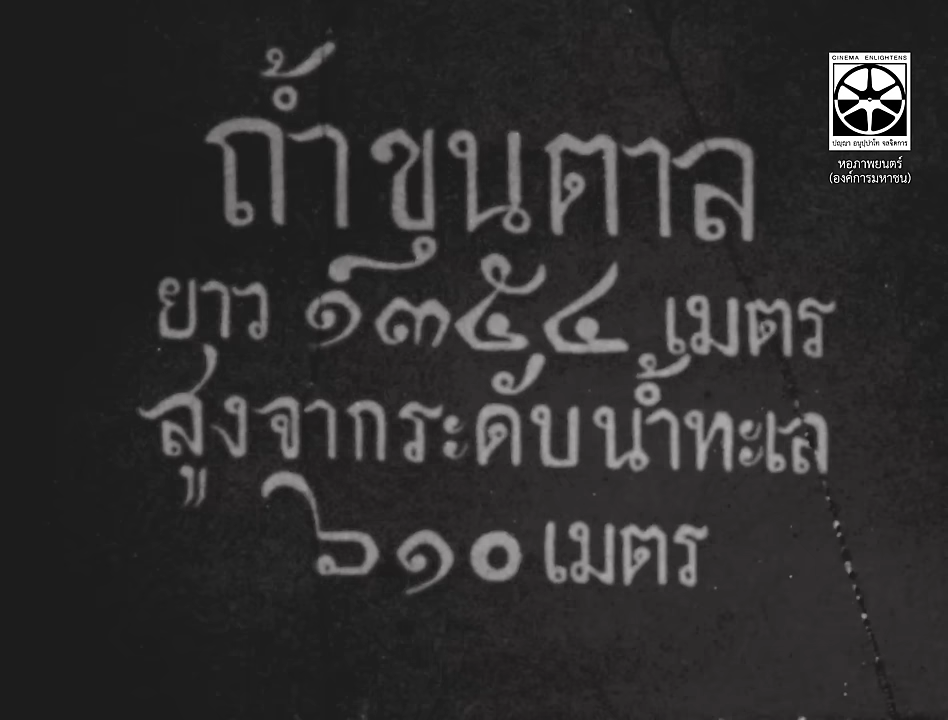 CINEMA ENLIGHTENS
หอภาพยนตร์
(องค์การมหาชน)
ถ้ำขุนตาล
ยาว ๑๓๕๔ เมตร
สูงจากระดับน้ำทะเล
๖๑๐ เมตร